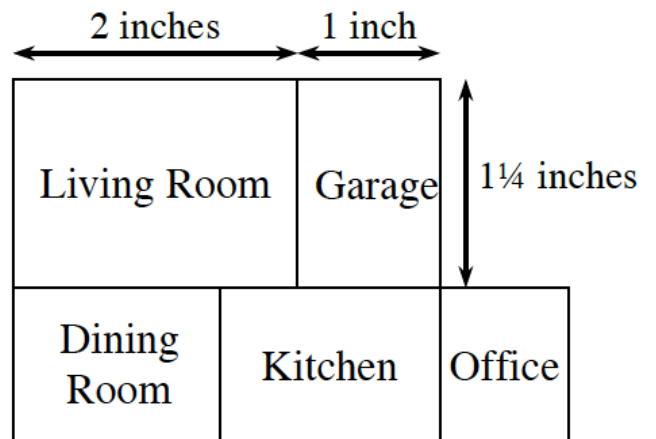 2 inches
1 inch
Living Room
Garage
1¼ inches
Dining
Room
Kitchen
Office